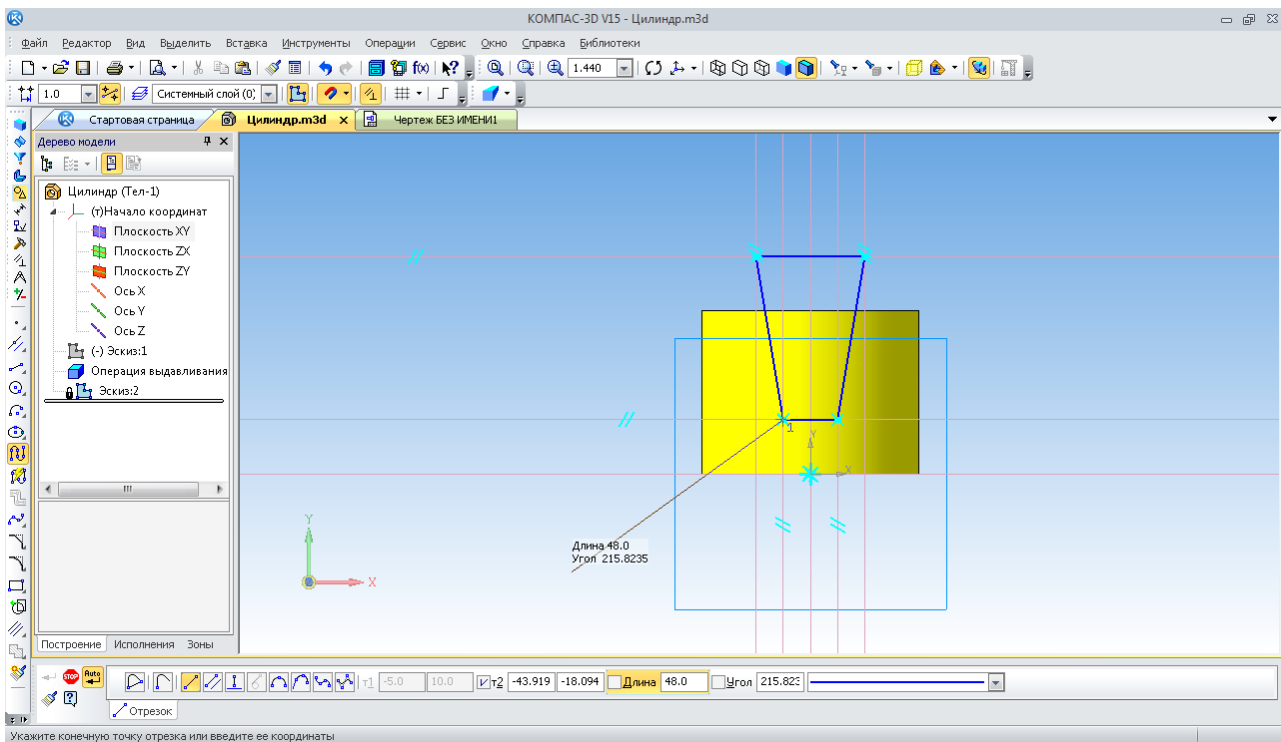 КОМПАС-3D V15 - Цилиндр.m3d
Файл Редактор Вид Выделить Вставка Инструменты Операции Сервис Окно Справка Библиотеки
f(x) 1.440
1.0 Системный слой (0;
Стартовая страница Цилиндр.m3d x Чертеж БЕЗ ИМЕНИ1
Дерево модели
Цилиндр (Тел-1)
(т)Начало координат
Плоскость XY
Плоскость ZX
Плоскость ZY
Ось X
Ось Y
Ось Z
(-) Эскиз:1
Операция выдавливания
Эскиз:2
1
Y
X
Длина 48.0
Угол 215.8235
Y
X
Построение Исполнения Зоны
STOP Auto т1 -5.0 10.0 т2 -43.919 -18.094 Длина 48.0 Угол 215.823
Отрезок
Укажите конечную точку отрезка или введите ее координаты